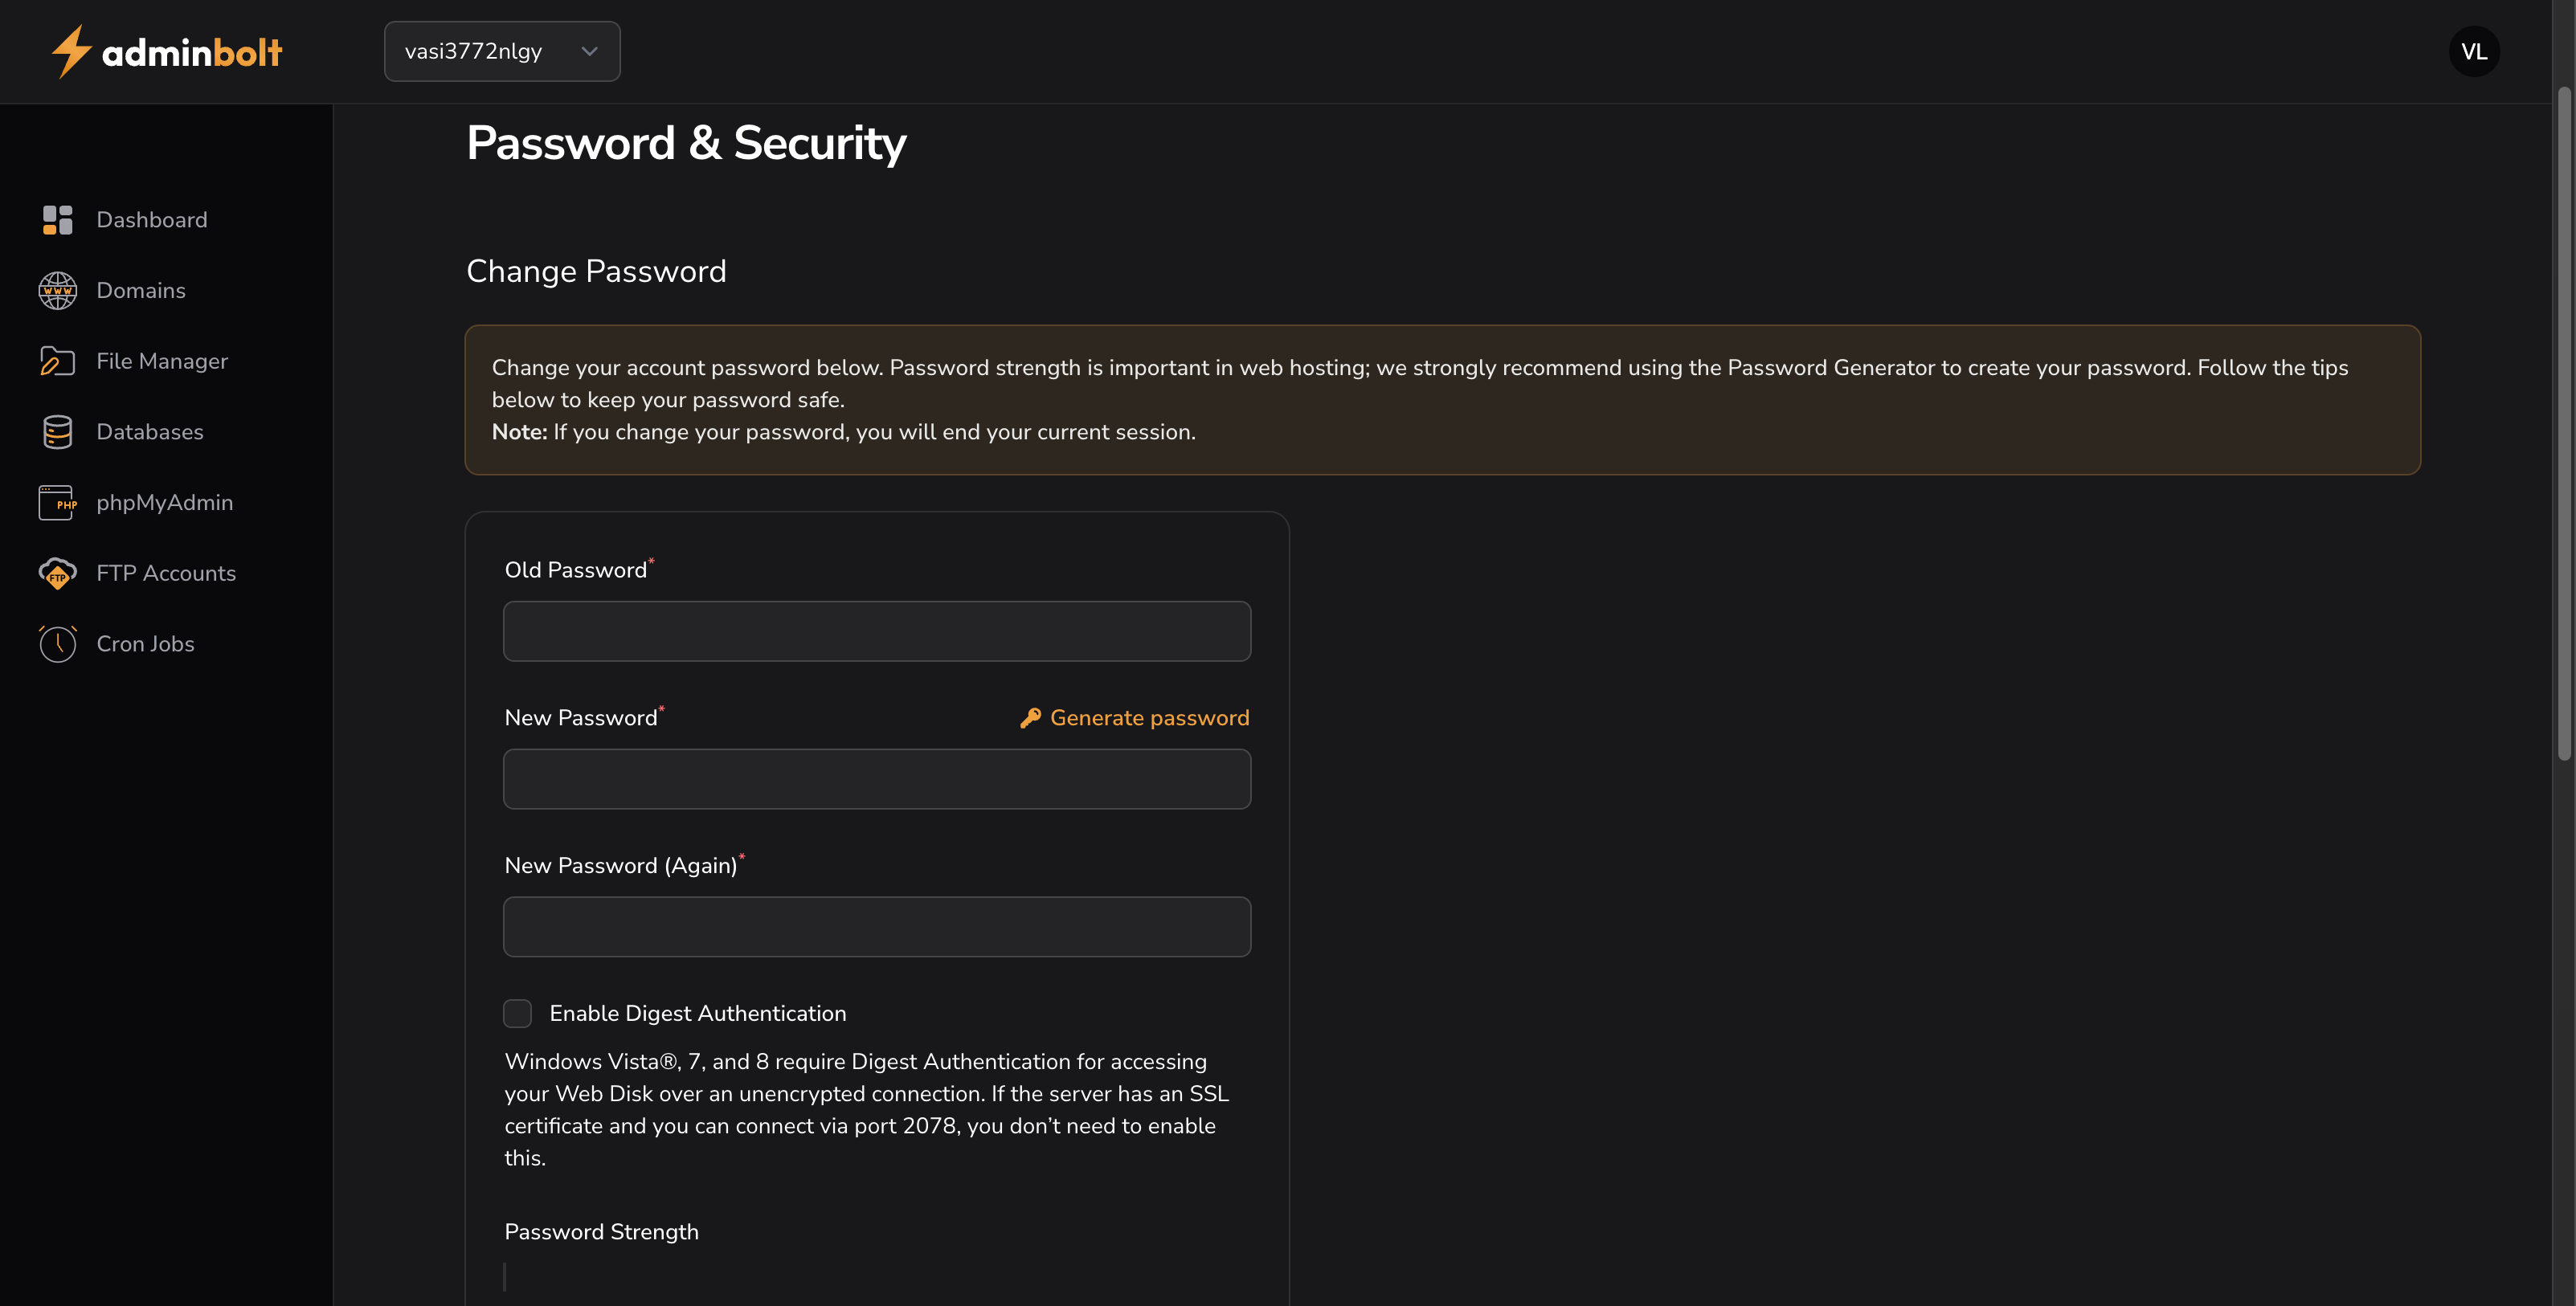 adminbolt
vasi3772nlgy
VL
Password & Security
Dashboard
Domains
File Manager
Databases
phpMyAdmin
FTP Accounts
Cron Jobs
WWW
PHP
FTP
Change Password
Change your account password below. Password strength is important in web hosting; we strongly recommend using the Password Generator to create your password. Follow the tips
below to keep your password safe.
Note: If you change your password, you will end your current session.
Old Password*
New Password*
Generate password
New Password (Again)*
Enable Digest Authentication
Windows Vista®, 7, and 8 require Digest Authentication for accessing
your Web Disk over an unencrypted connection. If the server has an SSL
certificate and you can connect via port 2078, you don’t need to enable
this.
Password Strength